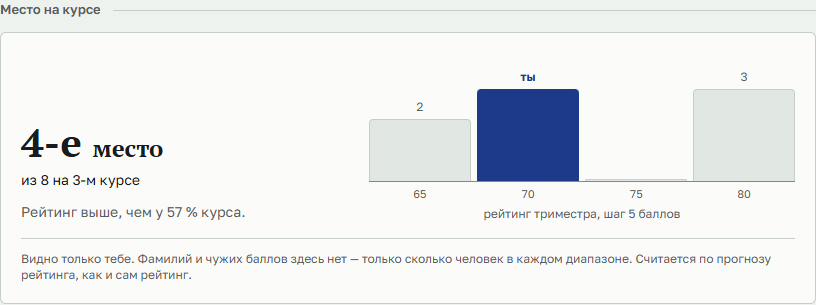 Место на курсе
4-е место
из 8 на 3-м курсе
Рейтинг выше, чем у 57 % курса.
2
ты
3
65
70
75
80
рейтинг триместра, шаг 5 баллов
Видно только тебе. Фамилий и чужих баллов здесь нет — только сколько человек в каждом диапазоне. Считается по прогнозу
рейтинга, как и сам рейтинг.